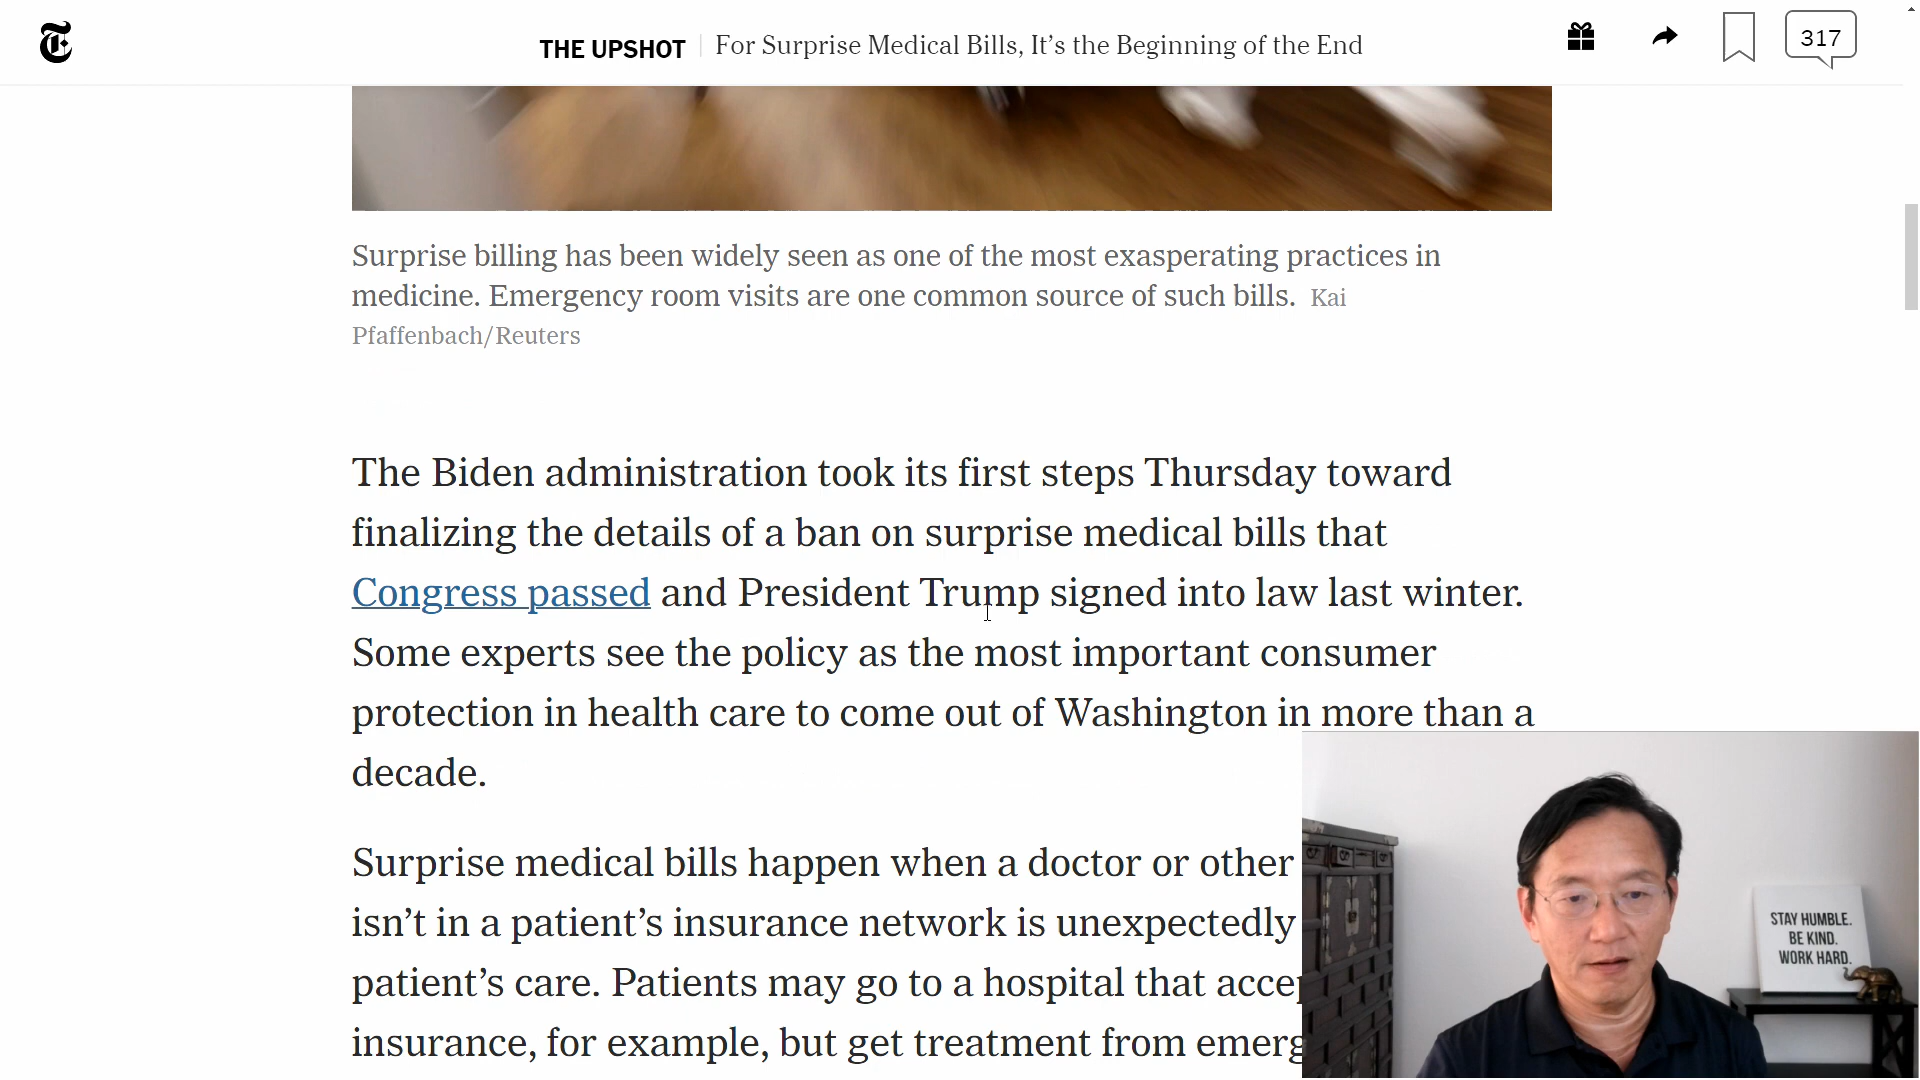 THE UPSHOT | For Surprise Medical Bills, It’s the Beginning of the End
317
Surprise billing has been widely seen as one of the most exasperating practices in
medicine. Emergency room visits are one common source of such bills. Kai
Pfaffenbach/Reuters
The Biden administration took its first steps Thursday toward
finalizing the details of a ban on surprise medical bills that
Congress passed and President Trump signed into law last winter.
Some experts see the policy as the most important consumer
protection in health care to come out of Washington in more than a
decade.
Surprise medical bills happen when a doctor or other
isn’t in a patient’s insurance network is unexpectedly
patient’s care. Patients may go to a hospital that
insurance, for example, but get treatment from
STAY HUMBLE.
BE KIND.
WORK HARD.